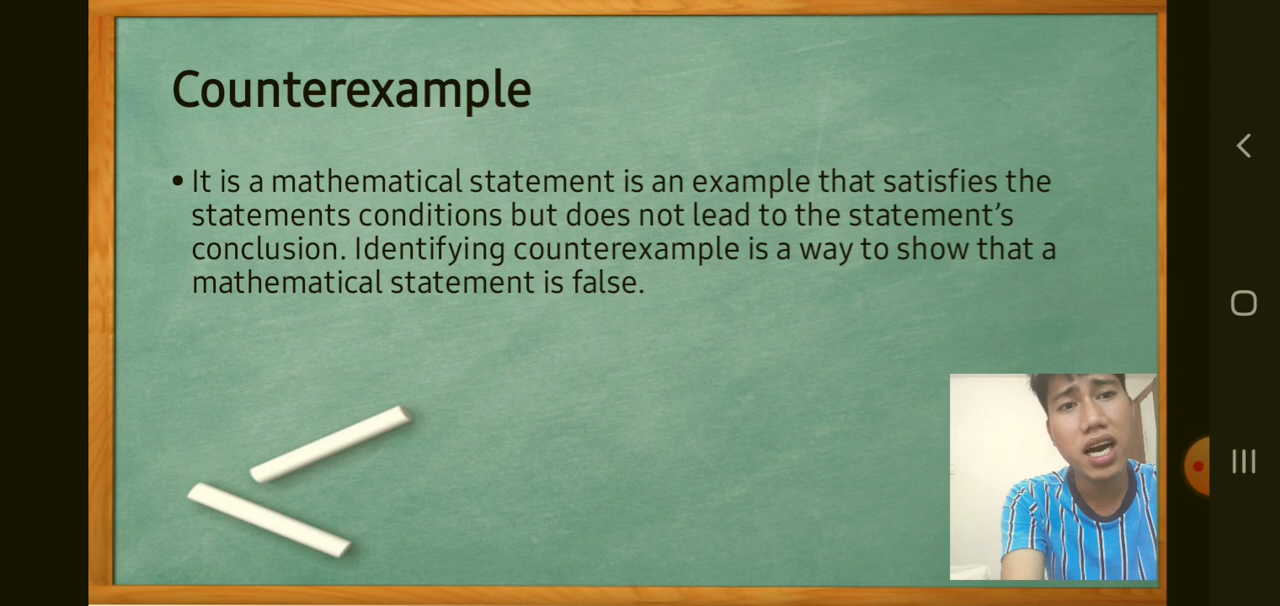 Counterexample
• It is a mathematical statement is an example that satisfies the
statements conditions but does not lead to the statement’s
conclusion. Identifying counterexample is a way to show that a
mathematical statement is false.